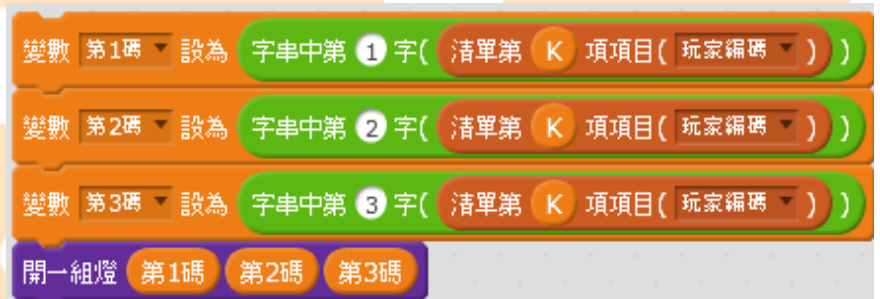 變數 第1碼 設為 字串中第 1 字( 清單第 K 項項目( 玩家編碼 ) )
變數 第2碼 設為 字串中第 2 字( 清單第 K 項項目( 玩家編碼 ) )
變數 第3碼 設為 字串中第 3 字( 清單第 K 項項目( 玩家編碼 ) )
開一組燈 第1碼 第2碼 第3碼